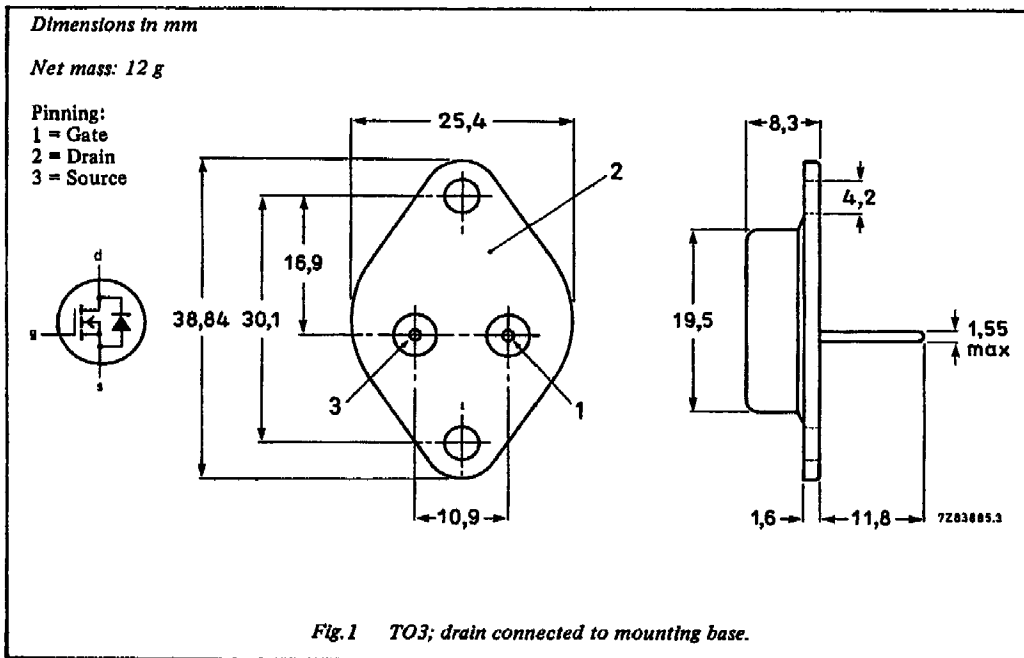 Dimensions in mm
Net mass: 12 g
Pinning:
1 = Gate
2 = Drain
3 = Source
d
g
s
25,4
2
16,9
38,84 30,1
3
1
10,9
8,3
4,2
19,5
1,55
max
1,6
11,8
7Z83885.3
Fig.1 TO3; drain connected to mounting base.